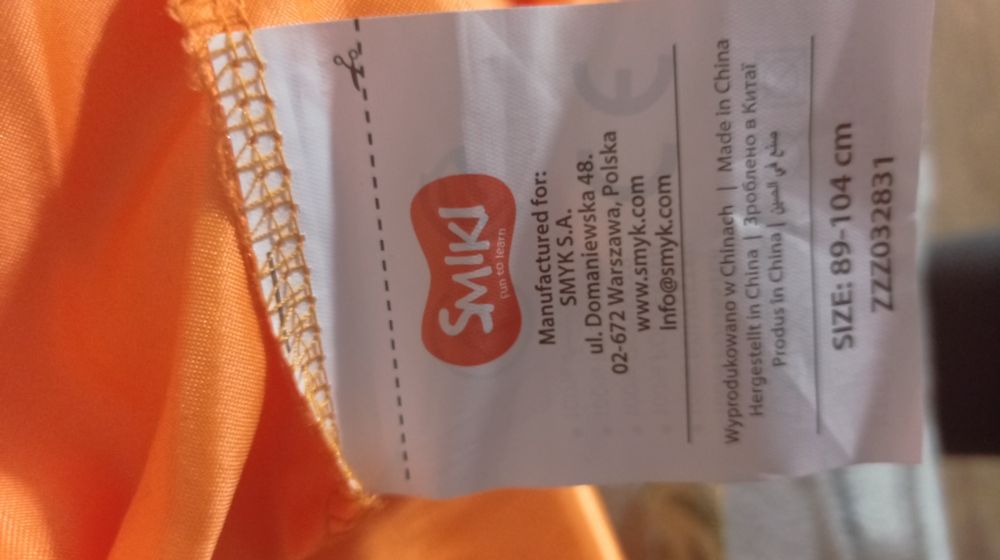 SMIKI
fun to learn
Manufactured for:
SMYK S.A.
ul. Domaniewska 48.
02-672 Warszawa, Polska
www.smyk.com
Info@smyk.com
Wyprodukowano w Chinach | Made in China
Hergestellt in China | Зроблено в Китаї
Produs în China | صنع في الصين
SIZE: 89-104 cm
ZZZ032831